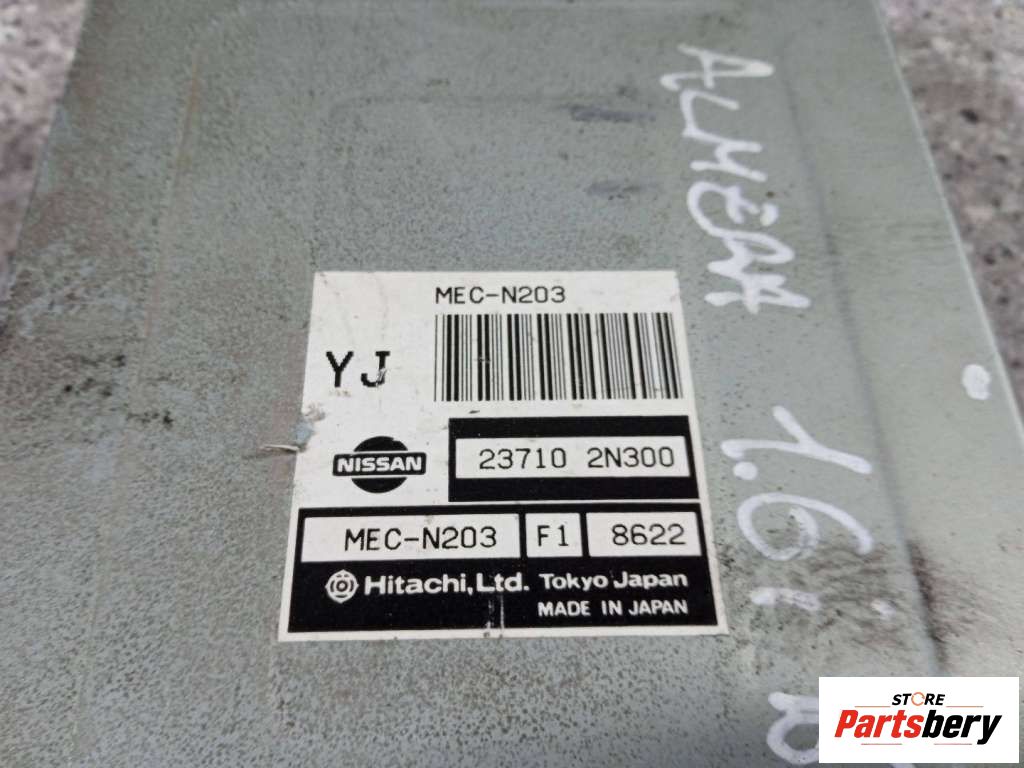 ALMERA 1.6i
MEC-N203
YJ
NISSAN
23710 2N300
MEC-N203 F1 8622
Hitachi, Ltd. Tokyo Japan
MADE IN JAPAN
STORE
Partsbery